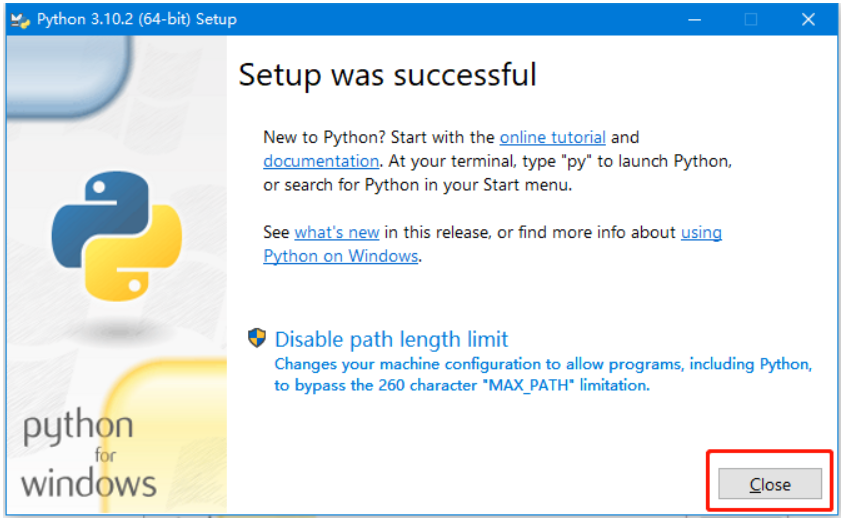 Python 3.10.2 (64-bit) Setup
Setup was successful
New to Python? Start with the online tutorial and
documentation. At your terminal, type "py" to launch Python,
or search for Python in your Start menu.
See what's new in this release, or find more info about using
Python on Windows.
Disable path length limit
Changes your machine configuration to allow programs, including Python,
to bypass the 260 character "MAX_PATH" limitation.
python
for
windows
Close